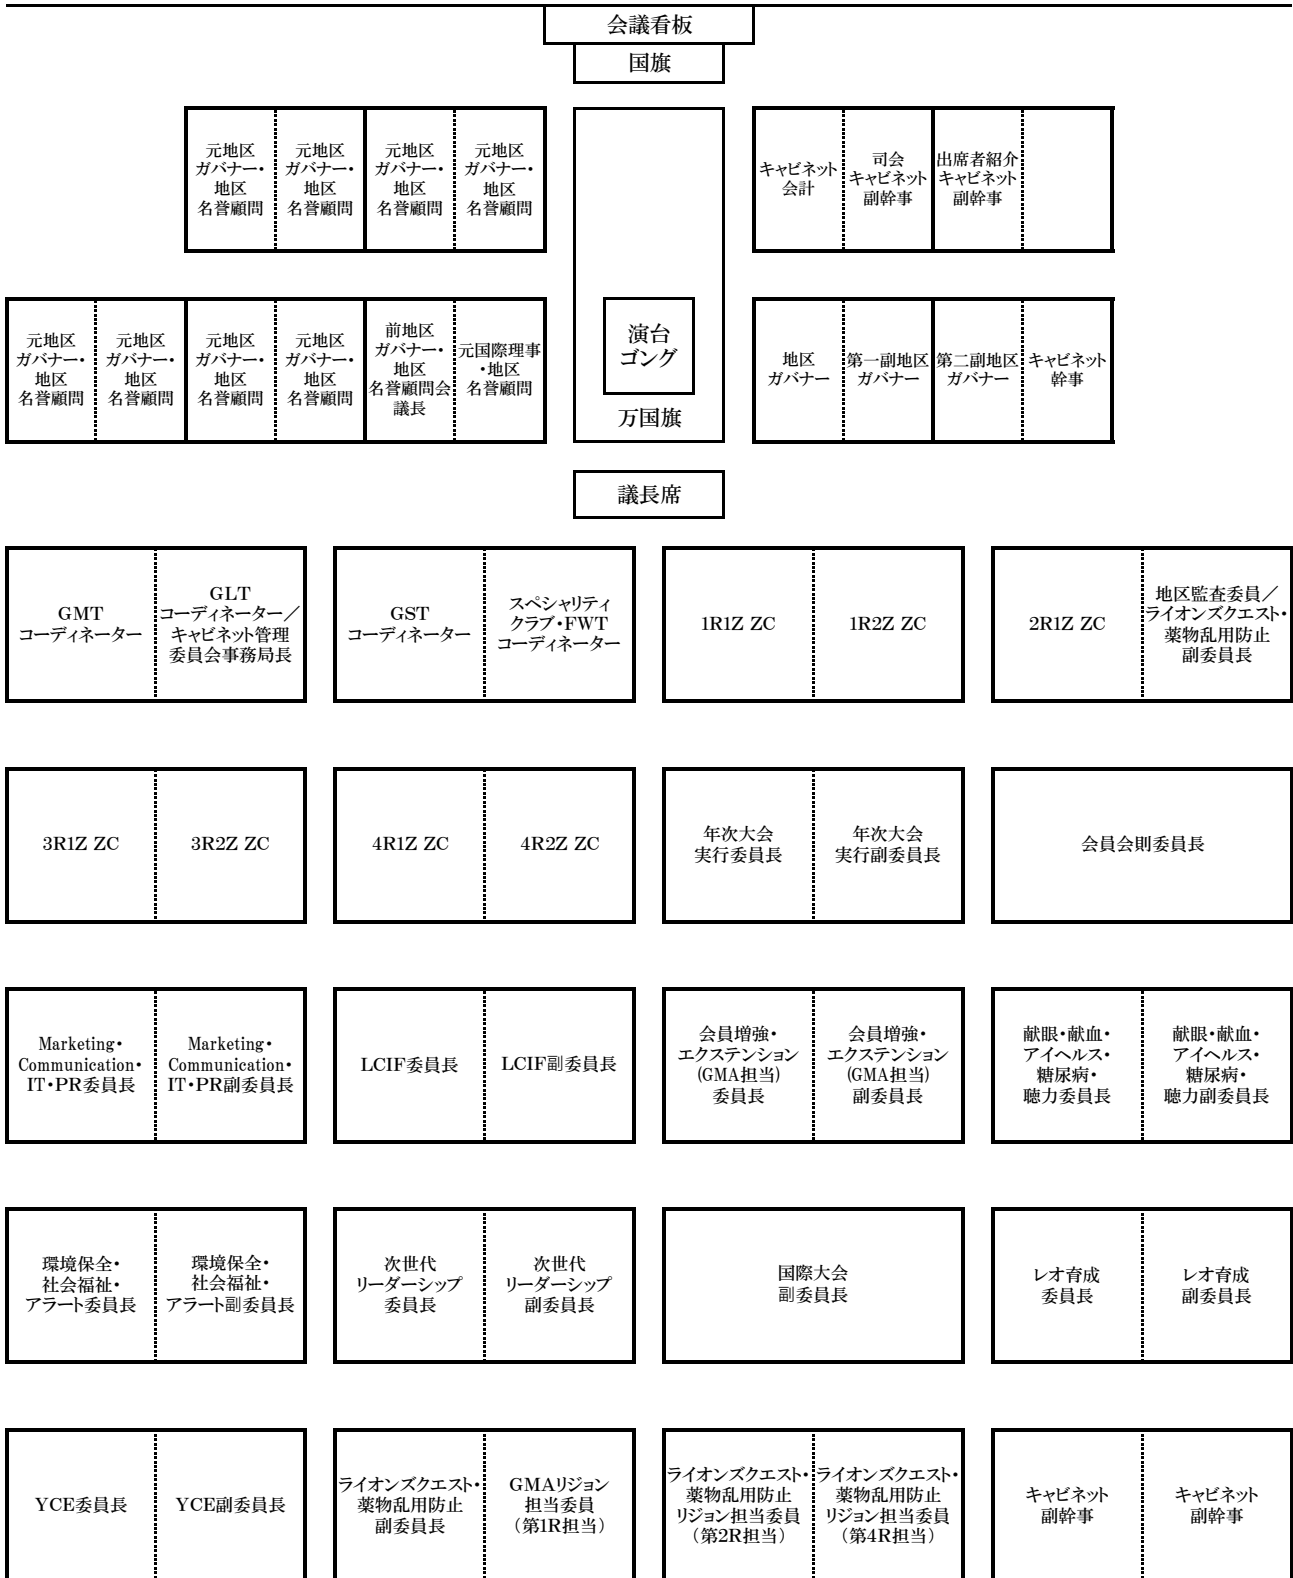 会議看板
国旗
元地区
ガバナー・
地区
名誉顧問
元地区
ガバナー・
地区
名誉顧問
元地区
ガバナー・
地区
名誉顧問
元地区
ガバナー・
地区
名誉顧問
キャビネット
会計
司会
キャビネット
副幹事
出席者紹介
キャビネット
副幹事
元地区
ガバナー・
地区
名誉顧問
元地区
ガバナー・
地区
名誉顧問
元地区
ガバナー・
地区
名誉顧問
元地区
ガバナー・
地区
名誉顧問
前地区
ガバナー・
地区
名誉顧問会
議長
元国際理事
・地区
名誉顧問
演台
ゴング
万国旗
地区
ガバナー
第一副地区
ガバナー
第二副地区
ガバナー
キャビネット
幹事
議長席
GMT
コーディネーター
GLT
コーディネーター／
キャビネット管理
委員会事務局長
GST
コーディネーター
スペシャリティ
クラブ・FWT
コーディネーター
1R1Z ZC
1R2Z ZC
2R1Z ZC
地区監査委員／
ライオンズクエスト・
薬物乱用防止
副委員長
3R1Z ZC
3R2Z ZC
4R1Z ZC
4R2Z ZC
年次大会
実行委員長
年次大会
実行副委員長
会員会則委員長
Marketing・
Communication・
IT・PR委員長
Marketing・
Communication・
IT・PR副委員長
LCIF委員長
LCIF副委員長
会員増強・
エクステンション
(GMA担当)
委員長
会員増強・
エクステンション
(GMA担当)
副委員長
献眼・献血・
アイヘルス・
糖尿病・
聴力委員長
献眼・献血・
アイヘルス・
糖尿病・
聴力副委員長
環境保全・
社会福祉・
アラート委員長
環境保全・
社会福祉・
アラート副委員長
次世代
リーダーシップ
委員長
次世代
リーダーシップ
副委員長
国際大会
副委員長
レオ育成
委員長
レオ育成
副委員長
YCE委員長
YCE副委員長
ライオンズクエスト・
薬物乱用防止
副委員長
GMAリジョン
担当委員
（第1R担当）
ライオンズクエスト・
薬物乱用防止
リジョン担当委員
（第2R担当）
ライオンズクエスト・
薬物乱用防止
リジョン担当委員
（第4R担当）
キャビネット
副幹事
キャビネット
副幹事